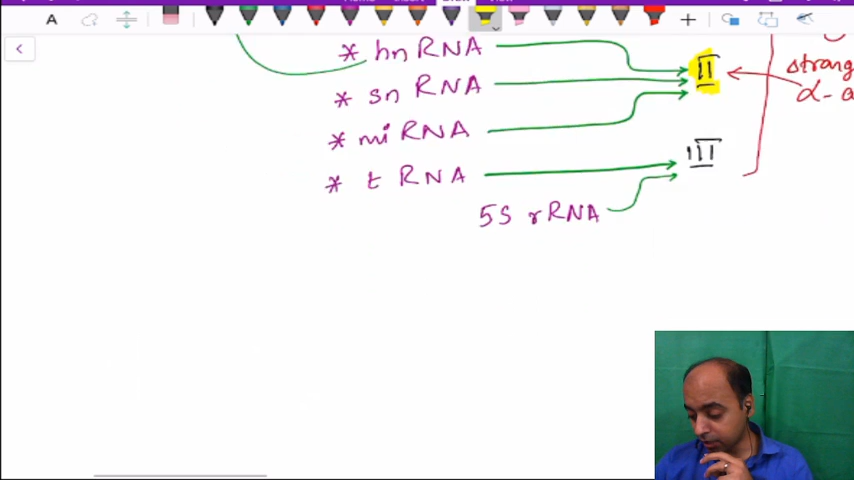 * hnRNA II
* snRNA strang
* miRNA α-a
* tRNA III
5S rRNA